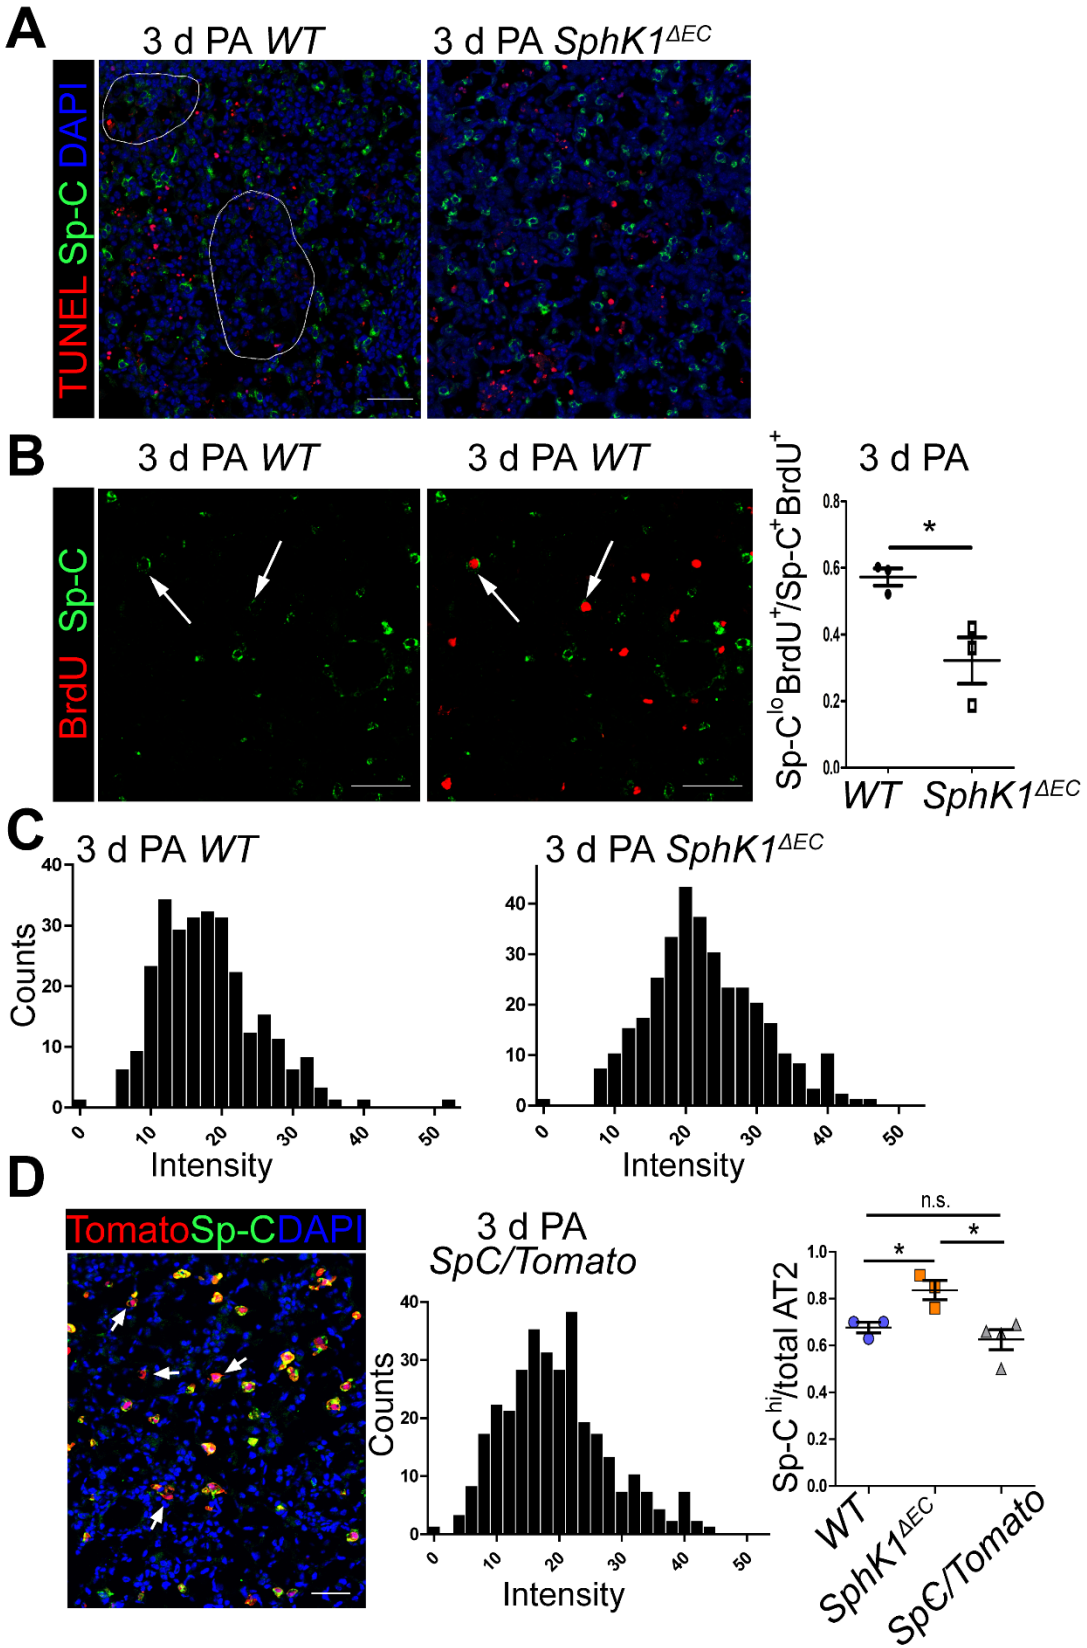 A
3 d PA WT
3 d PA SphK1ΔEC
TUNEL Sp-C DAPI
B
3 d PA WT
3 d PA WT
3 d PA
BrdU Sp-C
Sp-CloBrdU+/Sp-C+BrdU+
0.8
0.6
0.4
0.2
0.0
*
WT
SphK1ΔEC
C
3 d PA WT
Counts
40
30
20
10
0
0
10
20
30
40
50
Intensity
3 d PA SphK1ΔEC
40
30
20
10
0
0
10
20
30
40
50
Intensity
D
TomatoSp-CDAPI
3 d PA
SpC/Tomato
Counts
40
30
20
10
0
0
10
20
30
40
50
Intensity
Sp-Chi/total AT2
1.0
0.8
0.6
0.4
0.2
0.0
n.s.
*
*
WT
SphK1ΔEC
SpC/Tomato